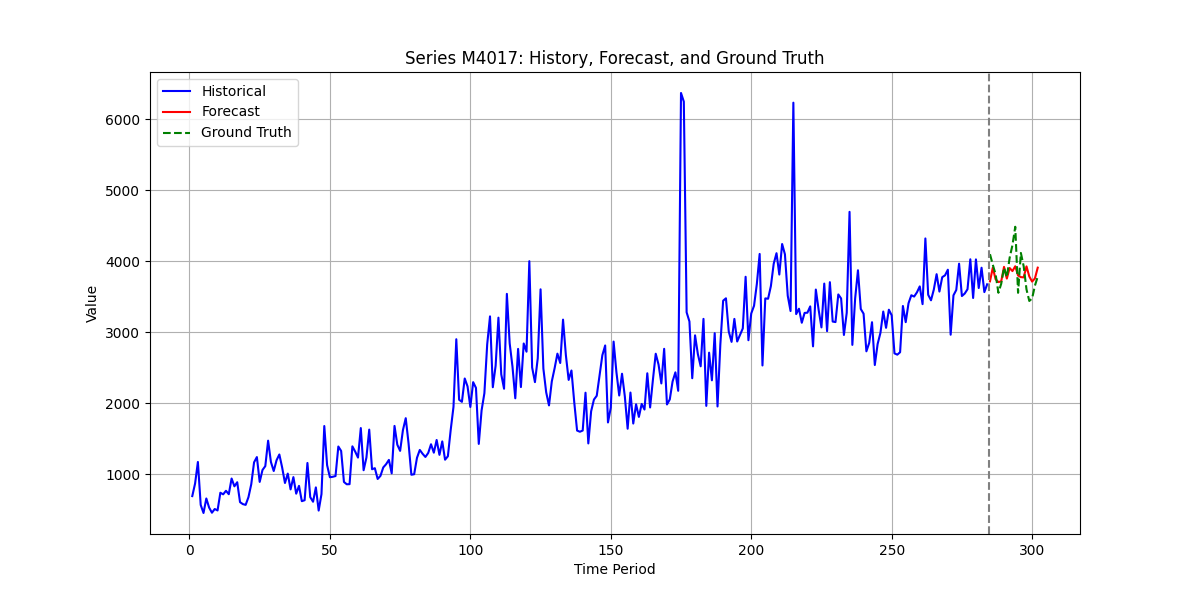 Series M4017: History, Forecast, and Ground Truth
Historical
Forecast
Ground Truth
Value
6000
5000
4000
3000
2000
1000
0
50
100
150
200
250
300
Time Period